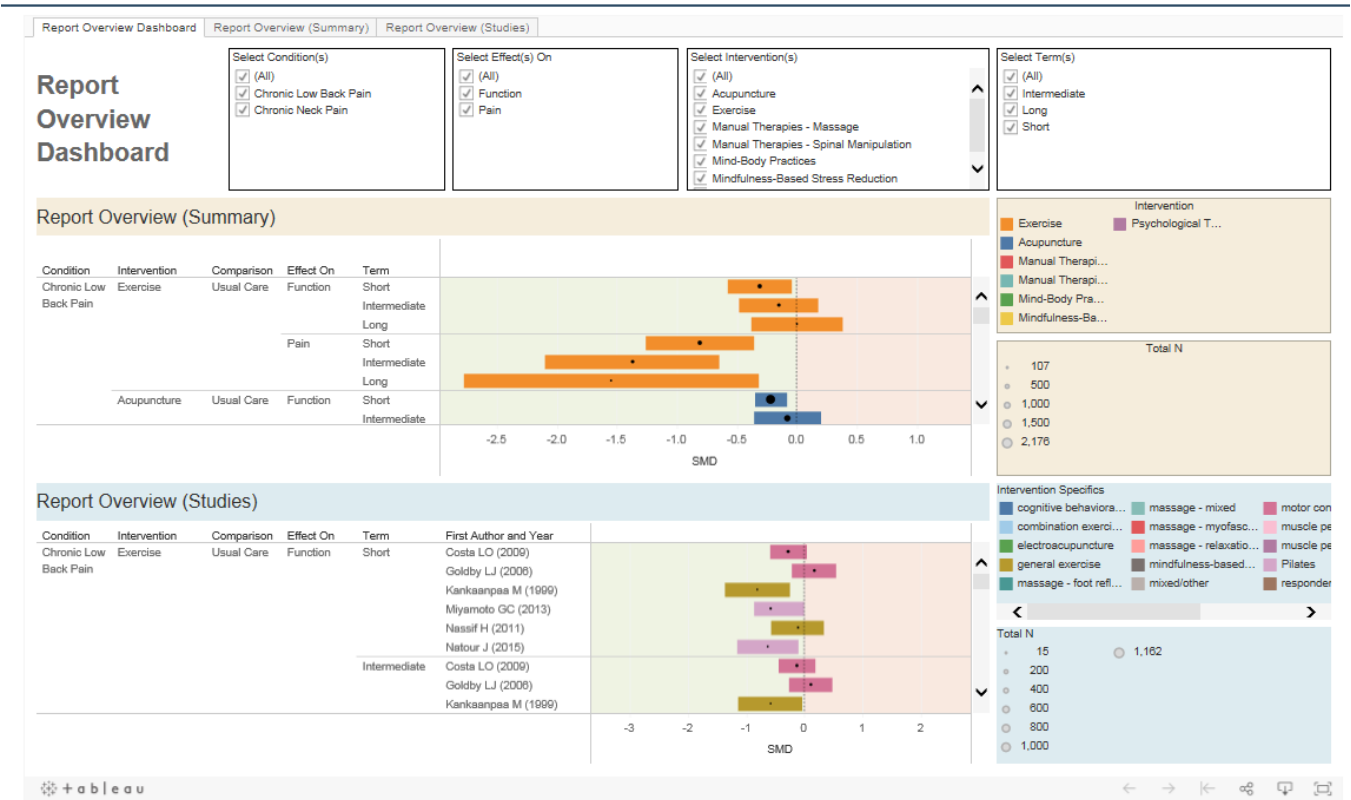 Report Overview Dashboard
Report Overview (Summary)
Report Overview (Studies)
Report
Overview
Dashboard
Select Condition(s)
(All)
Chronic Low Back Pain
Chronic Neck Pain
Select Effect(s) On
(All)
Function
Pain
Select Intervention(s)
(All)
Acupuncture
Exercise
Manual Therapies - Massage
Manual Therapies - Spinal Manipulation
Mind-Body Practices
Mindfulness-Based Stress Reduction
Select Term(s)
(All)
Intermediate
Long
Short
Report Overview (Summary)
Condition Intervention Comparison Effect On Term
Chronic Low Exercise Usual Care Function Short
Back Pain Intermediate
Long
Pain Short
Intermediate
Long
Acupuncture Usual Care Function Short
Intermediate
-2.5 -2.0 -1.5 -1.0 -0.5 0.0 0.5 1.0
SMD
Intervention
Exercise Psychological T...
Acupuncture
Manual Therapi...
Manual Therapi...
Mind-Body Pra...
Mindfulness-Ba...
Total N
107
500
1,000
1,500
2,176
Report Overview (Studies)
Condition Intervention Comparison Effect On Term First Author and Year
Chronic Low Exercise Usual Care Function Short Costa LO (2009)
Back Pain Goldby LJ (2006)
Kankaanpaa M (1999)
Miyamoto GC (2013)
Nassif H (2011)
Natour J (2015)
Intermediate Costa LO (2009)
Goldby LJ (2006)
Kankaanpaa M (1999)
-3 -2 -1 0 1 2
SMD
Intervention Specifics
cognitive behaviora... massage - mixed motor con
combination exerci... massage - myofasc... muscle pe
electroacupuncture massage - relaxatio... muscle pe
general exercise mindfulness-based... Pilates
massage - foot refl... mixed/other responder
Total N
15 1,162
200
400
600
800
1,000
+ableau